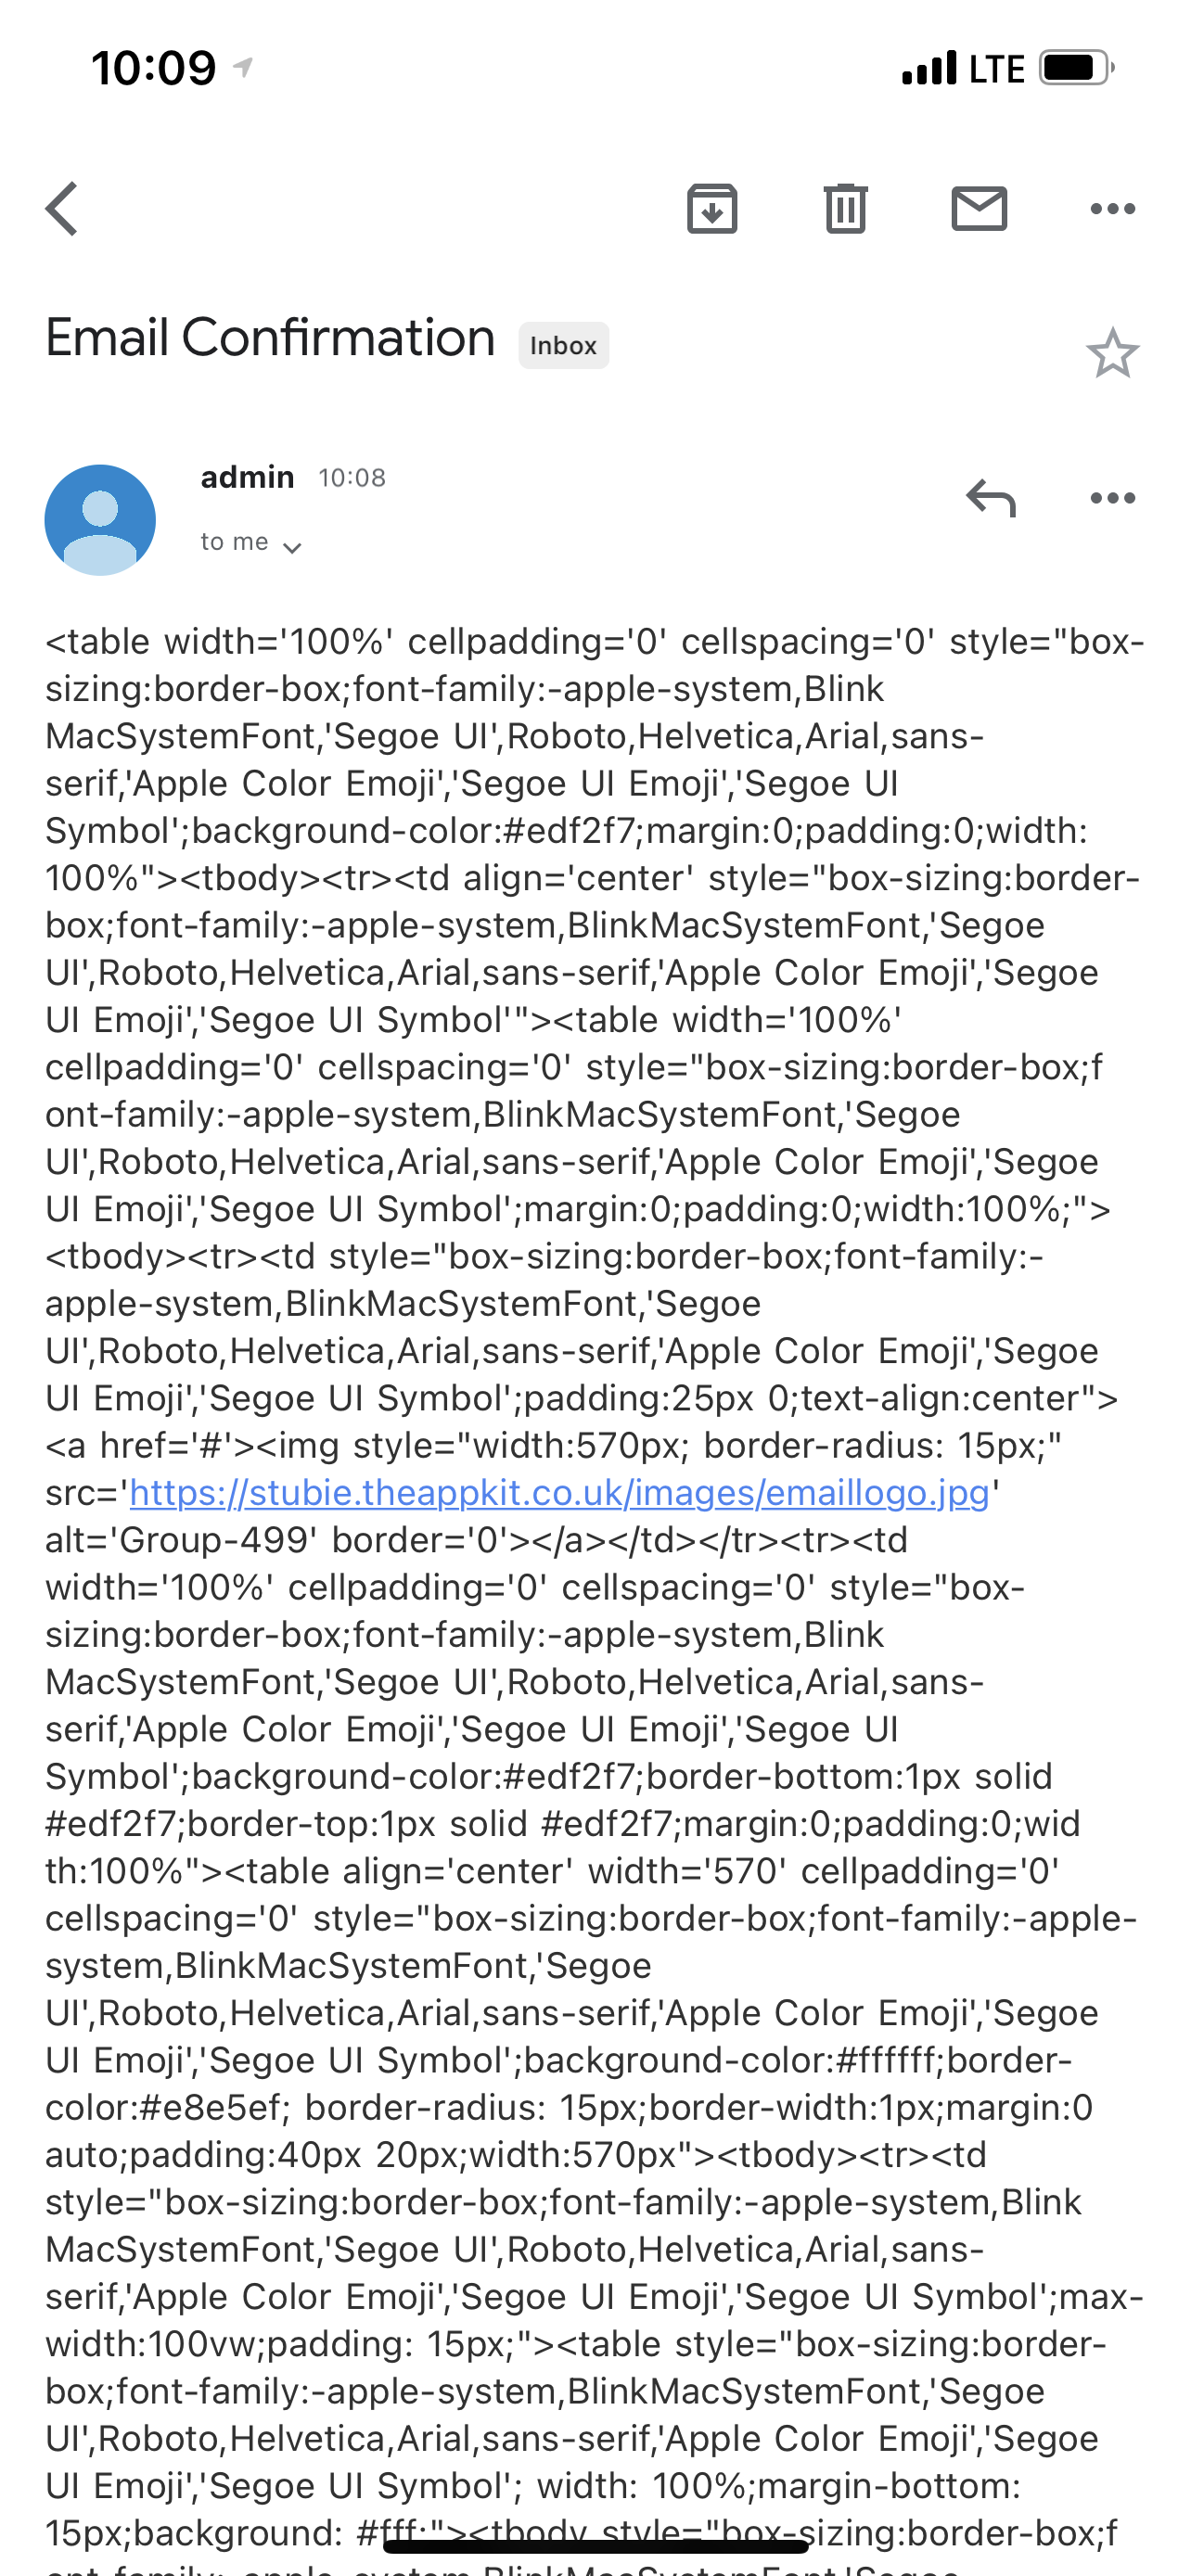 10:09
LTE
Email Confirmation Inbox
admin 10:08
to me
<table width='100%' cellpadding='0' cellspacing='0' style="box-
sizing:border-box;font-family:-apple-system,Blink
MacSystemFont,'Segoe UI',Roboto,Helvetica,Arial,sans-
serif,'Apple Color Emoji','Segoe UI Emoji','Segoe UI
Symbol';background-color:#edf2f7;margin:0;padding:0;width:
100%"><tbody><tr><td align='center' style="box-sizing:border-
box;font-family:-apple-system,BlinkMacSystemFont,'Segoe
UI',Roboto,Helvetica,Arial,sans-serif,'Apple Color Emoji','Segoe
UI Emoji','Segoe UI Symbol'"><table width='100%'
cellpadding='0' cellspacing='0' style="box-sizing:border-box;f
ont-family:-apple-system,BlinkMacSystemFont,'Segoe
UI',Roboto,Helvetica,Arial,sans-serif,'Apple Color Emoji','Segoe
UI Emoji','Segoe UI Symbol';margin:0;padding:0;width:100%;">
<tbody><tr><td style="box-sizing:border-box;font-family:-
apple-system,BlinkMacSystemFont,'Segoe
UI',Roboto,Helvetica,Arial,sans-serif,'Apple Color Emoji','Segoe
UI Emoji','Segoe UI Symbol';padding:25px 0;text-align:center">
<a href='#'><img style="width:570px; border-radius: 15px;"
src='https://stubie.theappkit.co.uk/images/emaillogo.jpg'
alt='Group-499' border='0'></a></td></tr><tr><td
width='100%' cellpadding='0' cellspacing='0' style="box-
sizing:border-box;font-family:-apple-system,Blink
MacSystemFont,'Segoe UI',Roboto,Helvetica,Arial,sans-
serif,'Apple Color Emoji','Segoe UI Emoji','Segoe UI
Symbol';background-color:#edf2f7;border-bottom:1px solid
#edf2f7;border-top:1px solid #edf2f7;margin:0;padding:0;wid
th:100%"><table align='center' width='570' cellpadding='0'
cellspacing='0' style="box-sizing:border-box;font-family:-apple-
system,BlinkMacSystemFont,'Segoe
UI',Roboto,Helvetica,Arial,sans-serif,'Apple Color Emoji','Segoe
UI Emoji','Segoe UI Symbol';background-color:#ffffff;border-
color:#e8e5ef; border-radius: 15px;border-width:1px;margin:0
auto;padding:40px 20px;width:570px"><tbody><tr><td
style="box-sizing:border-box;font-family:-apple-system,Blink
MacSystemFont,'Segoe UI',Roboto,Helvetica,Arial,sans-
serif,'Apple Color Emoji','Segoe UI Emoji','Segoe UI Symbol';max-
width:100vw;padding: 15px;"><table style="box-sizing:border-
box;font-family:-apple-system,BlinkMacSystemFont,'Segoe
UI',Roboto,Helvetica,Arial,sans-serif,'Apple Color Emoji','Segoe
UI Emoji','Segoe UI Symbol'; width: 100%;margin-bottom:
15px;background: #fff;"><tbody style="box-sizing:border-box;f
ont-family:-apple-system,BlinkMacSystemFont,'Segoe